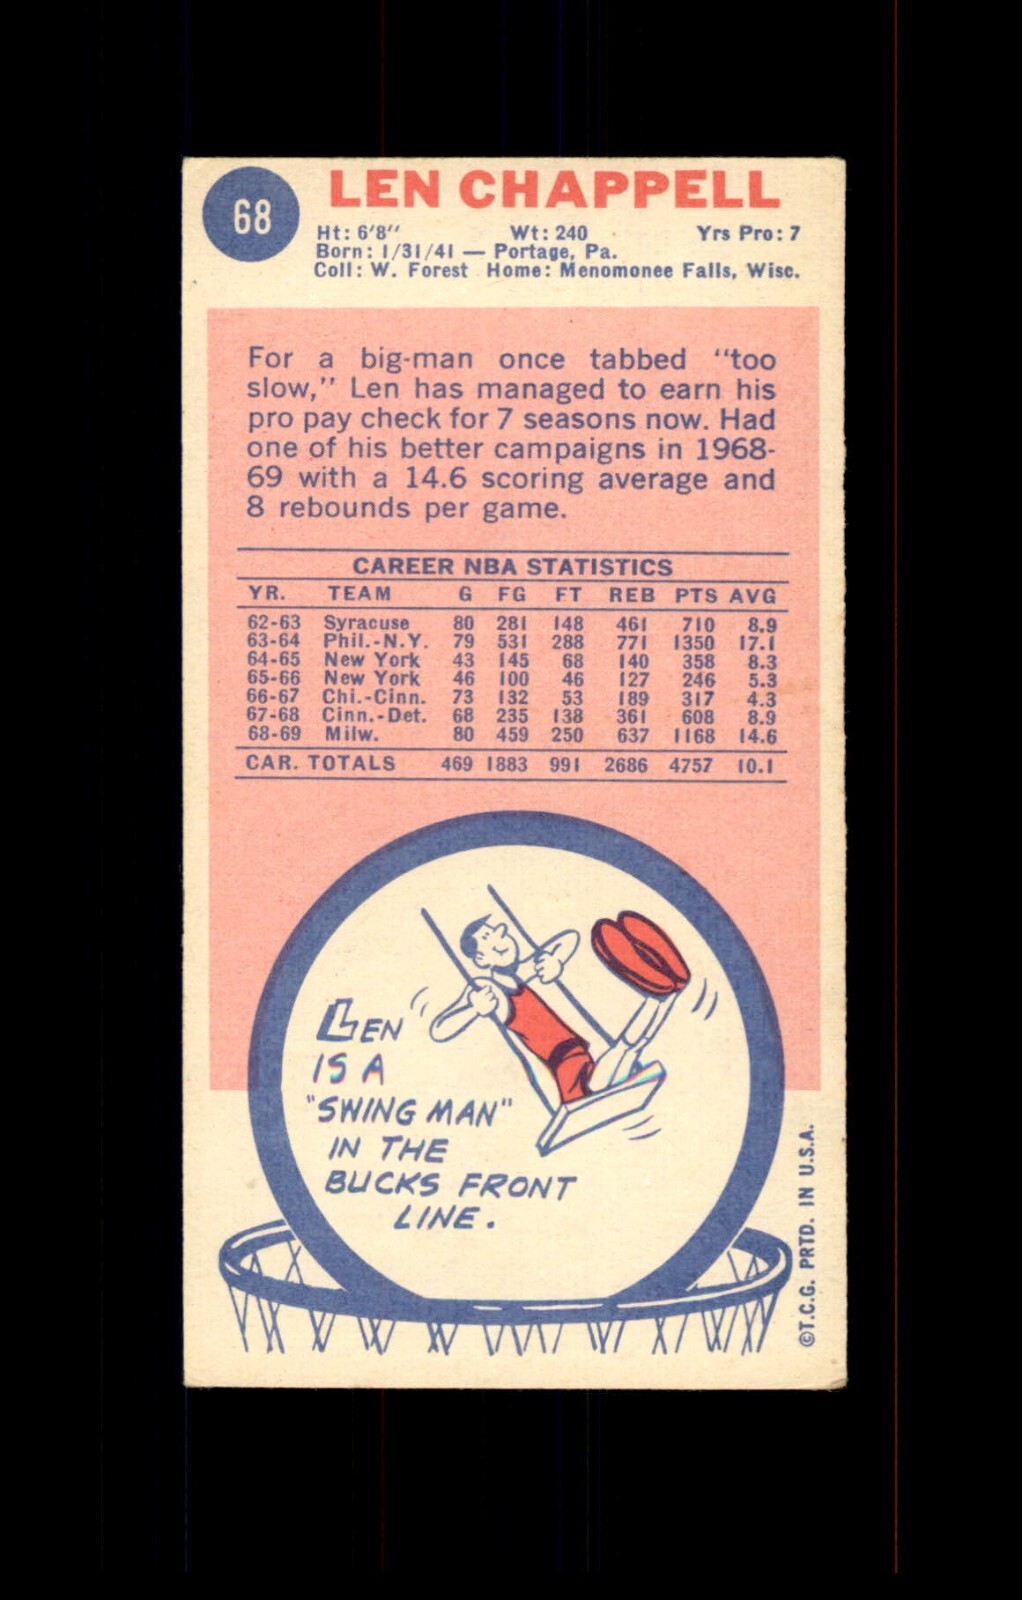 68
LEN CHAPPELL
Ht: 6'8" Wt: 240 Yrs Pro: 7
Born: 1/31/41 — Portage, Pa.
Coll: W. Forest Home: Menomonee Falls, Wisc.
For a big-man once tabbed "too
slow," Len has managed to earn his
pro pay check for 7 seasons now. Had
one of his better campaigns in 1968-
69 with a 14.6 scoring average and
8 rebounds per game.
CAREER NBA STATISTICS
YR. TEAM G FG FT REB PTS AVG
62-63 Syracuse 80 281 148 461 710 8.9
63-64 Phil.-N.Y. 79 531 288 771 1350 17.1
64-65 New York 43 145 68 140 358 8.3
65-66 New York 46 100 46 127 246 5.3
66-67 Chi.-Cinn. 73 132 53 189 317 4.3
67-68 Cinn.-Det. 68 235 138 361 608 8.9
68-69 Milw. 80 459 250 637 1168 14.6
CAR. TOTALS 469 1883 991 2686 4757 10.1
LEN
IS A
"SWING MAN"
IN THE
BUCKS FRONT
LINE.
©T.C.G. PRTD. IN U.S.A.